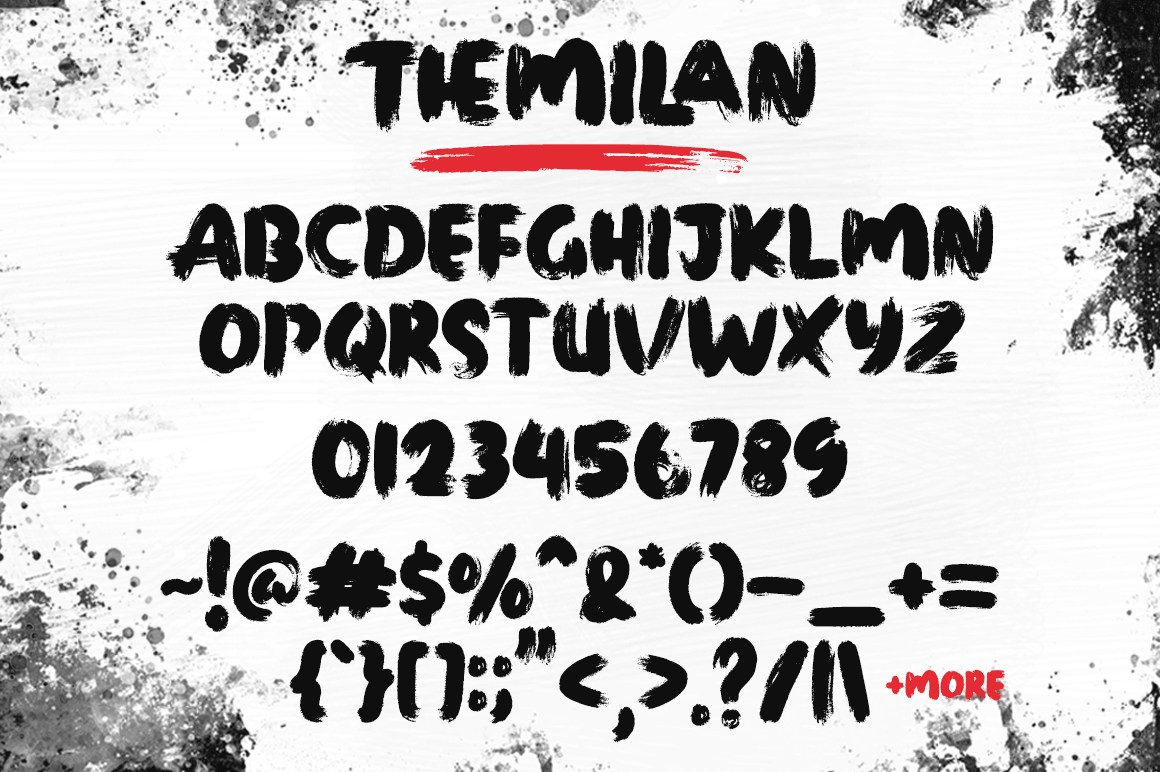 TIEMILAN
ABCDEFGHIJKLMN
OPQRSTUVWXYZ
0123456789
~!@#$%^&*()-_+=
{`}[]:;"<,>.?/|\
+MORE